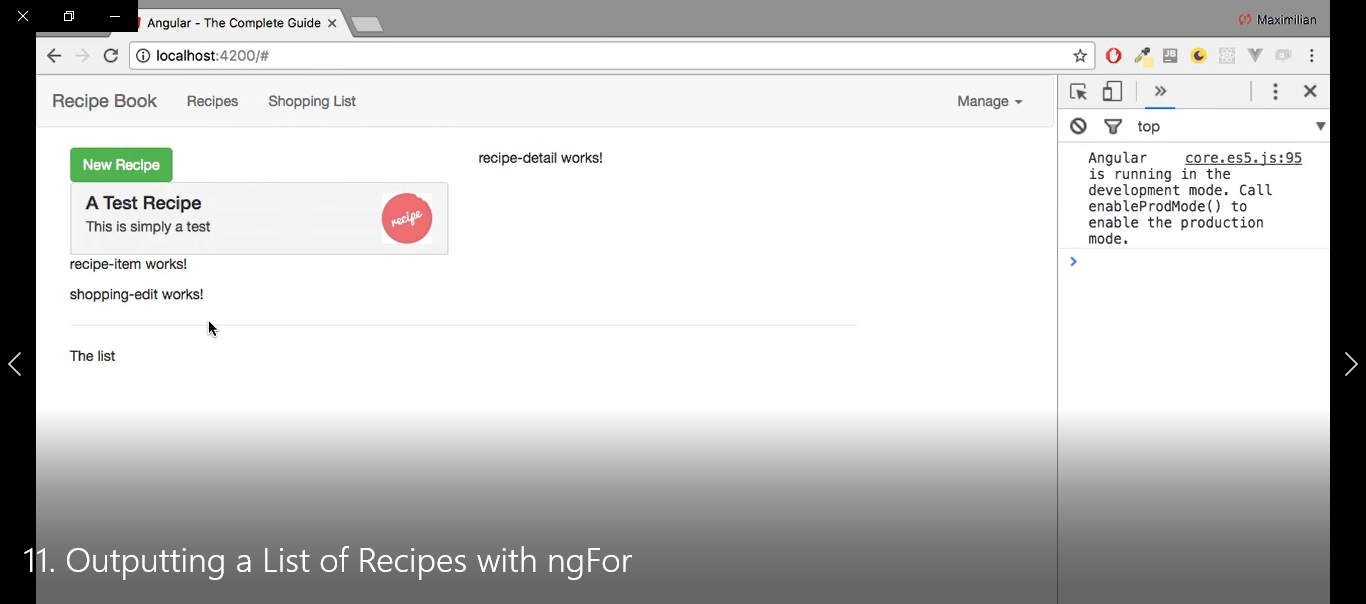 Angular - The Complete Guide
Maximilian
localhost:4200/#
Recipe Book Recipes Shopping List Manage
top
New Recipe
recipe-detail works!
A Test Recipe
This is simply a test
recipe
recipe-item works!
shopping-edit works!
The list
Angular core.es5.js:95
is running in the
development mode. Call
enableProdMode() to
enable the production
mode.
11. Outputting a List of Recipes with ngFor